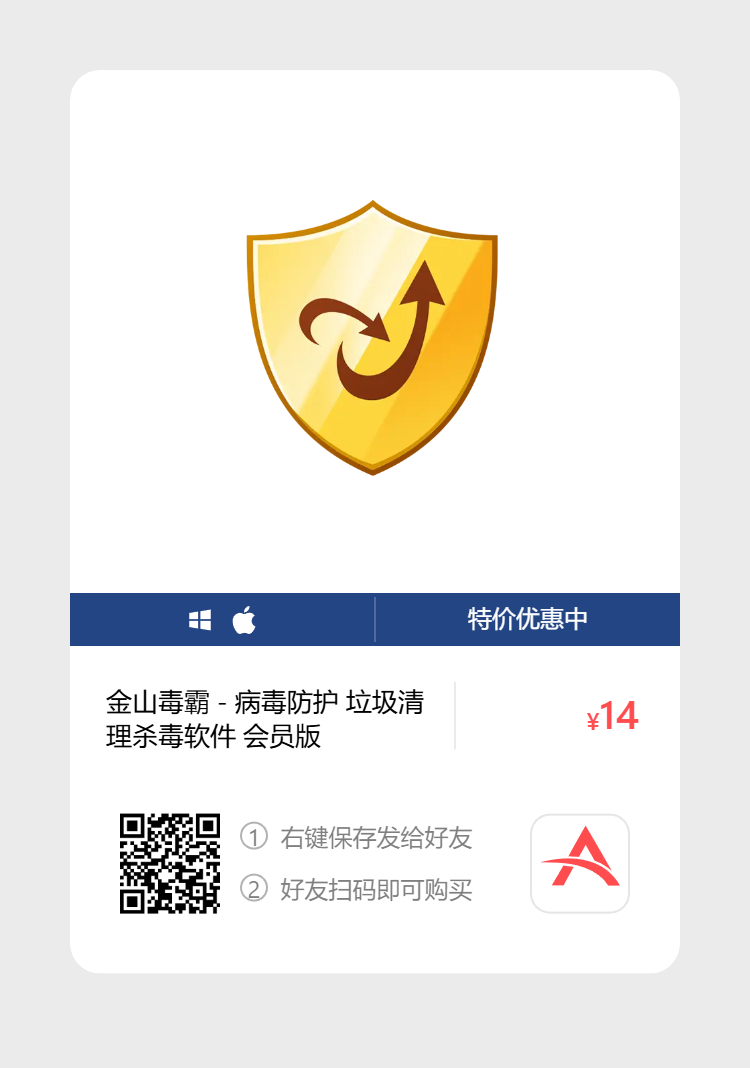 特价优惠中
金山毒霸 - 病毒防护 垃圾清
理杀毒软件 会员版
¥14
① 右键保存发给好友
② 好友扫码即可购买